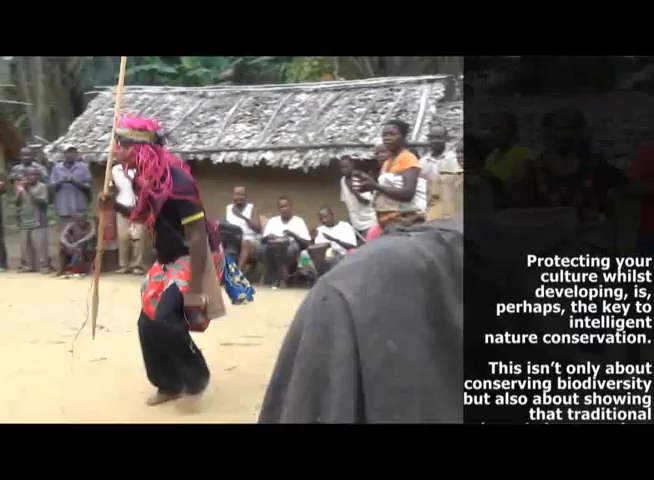 Protecting your
culture whilst
developing, is,
perhaps, the key to
intelligent
nature conservation.
This isn't only about
conserving biodiversity
but also about showing
that traditional